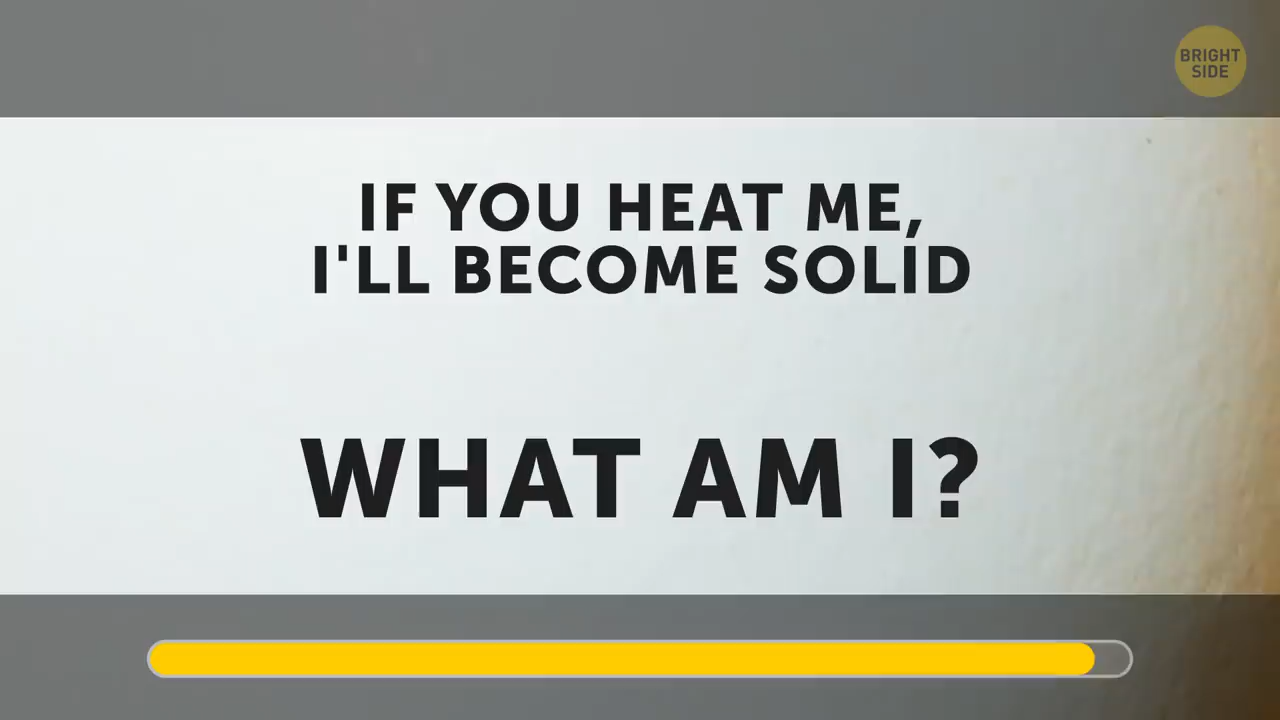 BRIGHT
SIDE
IF YOU HEAT ME,
I'LL BECOME SOLID
WHAT AM I?